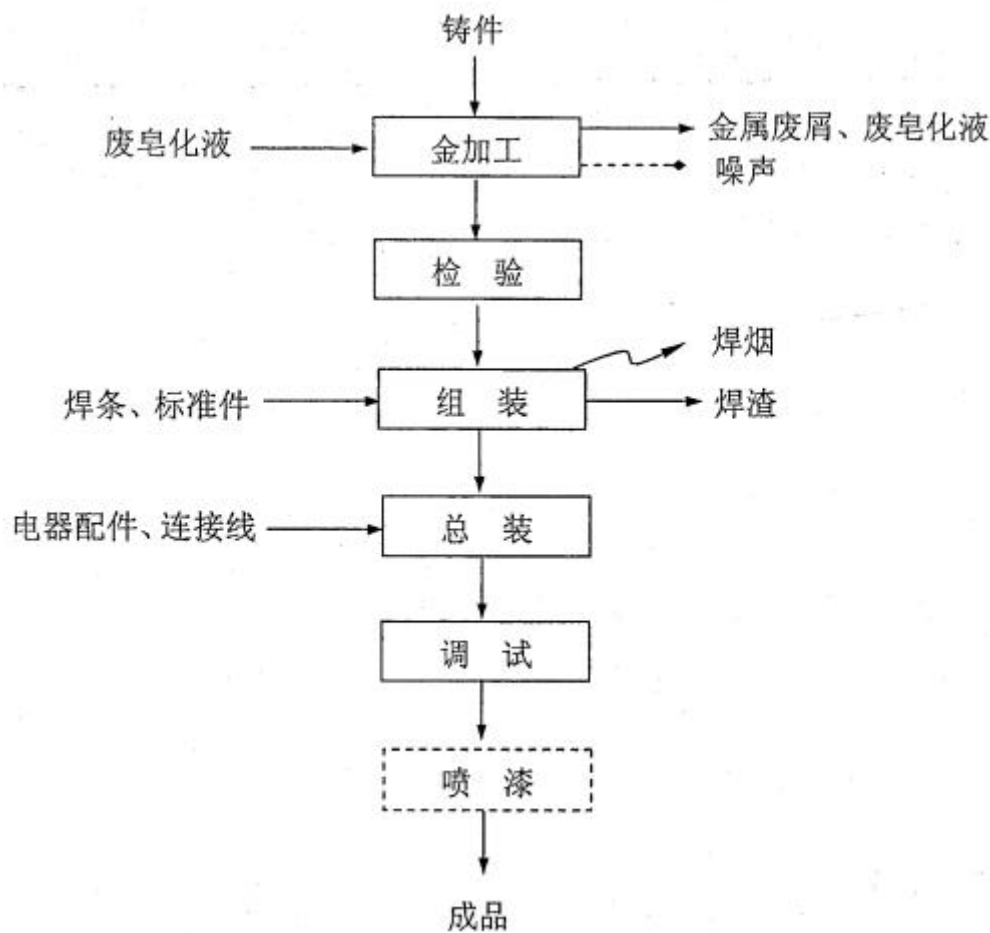 铸件
废皂化液
金加工
金属废屑、废皂化液
噪声
检 验
焊烟
焊条、标准件
组 装
焊渣
电器配件、连接线
总 装
调 试
喷 漆
成品